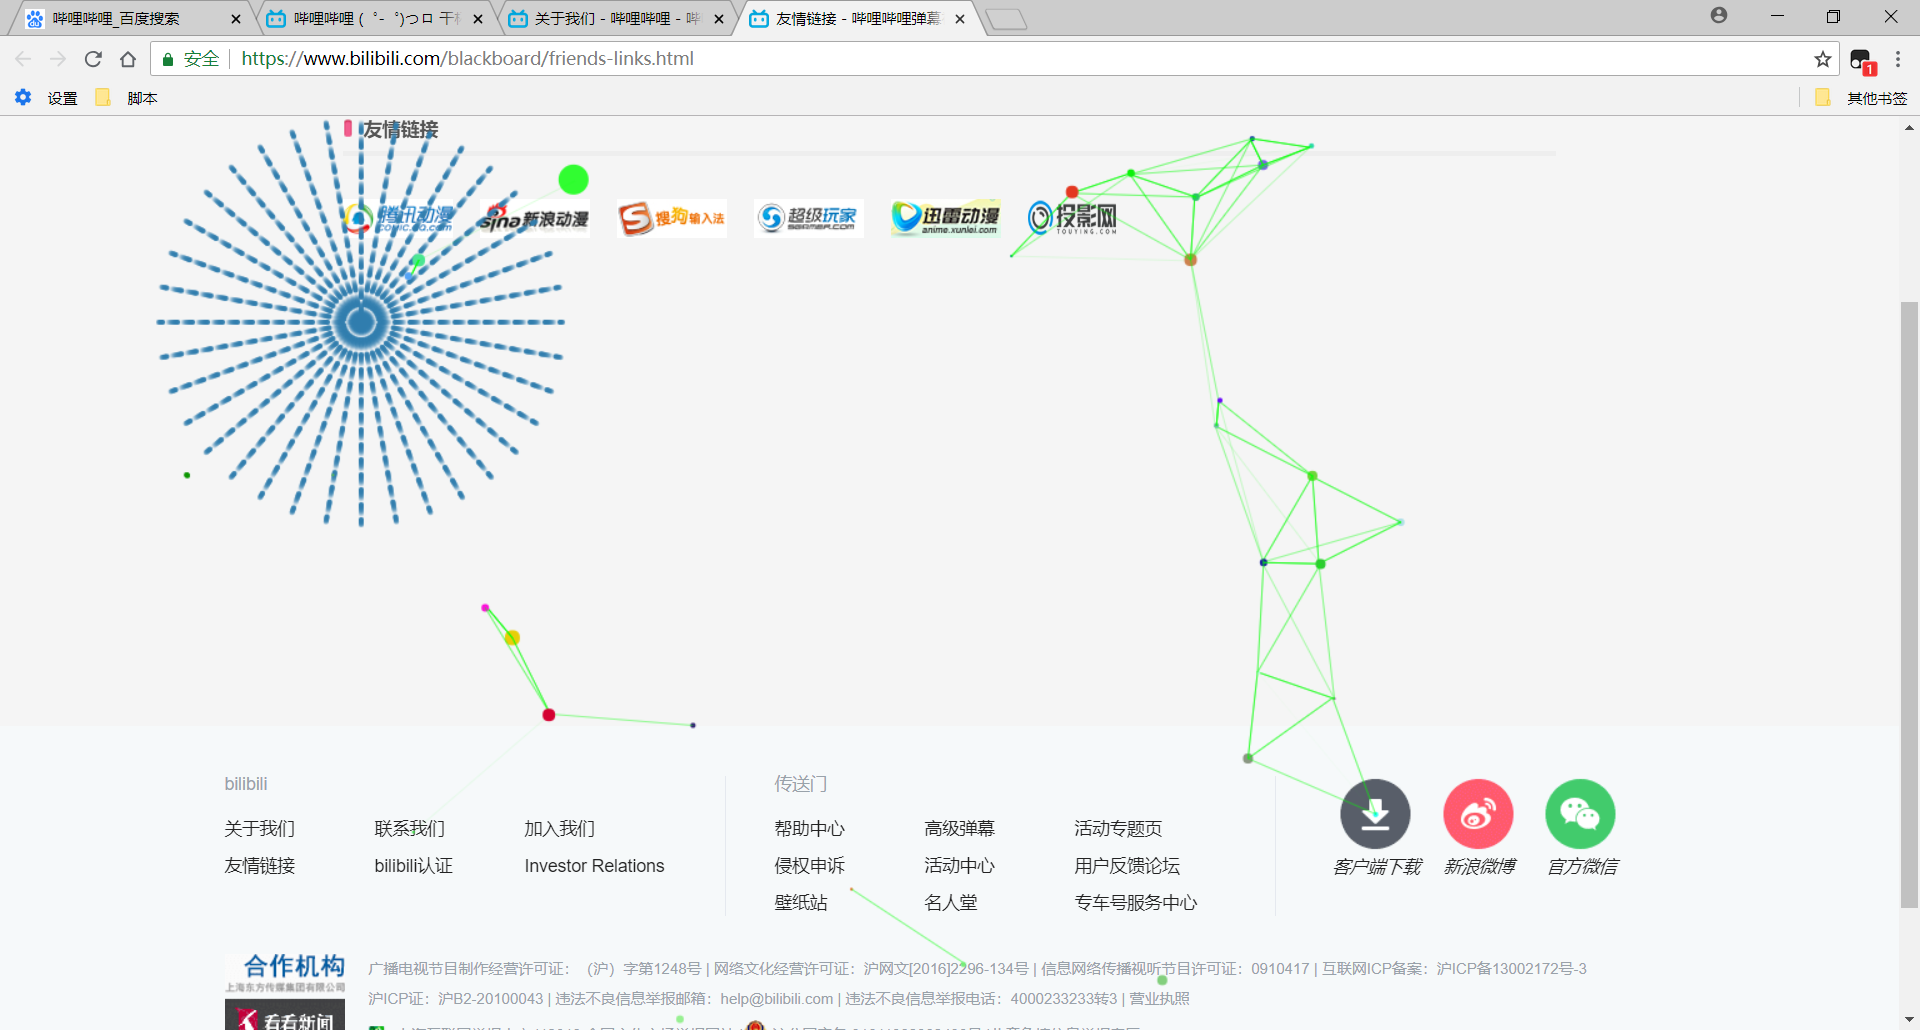 哔哩哔哩_百度搜索
哔哩哔哩 ( ゜- ゜)つロ 干杯
关于我们 - 哔哩哔哩 - 哔
友情链接 - 哔哩哔哩弹幕
安全 https://www.bilibili.com/blackboard/friends-links.html
1
设置 脚本 其他书签
友情链接
腾讯动漫 COMIC.QQ.COM
sina 新浪动漫
搜狗输入法
超级玩家 SGAMER.COM
迅雷动漫 anime.xunlei.com
投影网 TOUYING.COM
bilibili 传送门
关于我们 联系我们 加入我们 帮助中心 高级弹幕 活动专题页
友情链接 bilibili认证 Investor Relations 侵权申诉 活动中心 用户反馈论坛 客户端下载 新浪微博 官方微信
壁纸站 名人堂 专车号服务中心
合作机构
上海东方传媒集团有限公司
看看新闻
广播电视节目制作经营许可证：（沪）字第1248号 | 网络文化经营许可证：沪网文[2016]2296-134号 | 信息网络传播视听节目许可证：0910417 | 互联网ICP备案：沪ICP备13002172号-3
沪ICP证：沪B2-20100043 | 违法不良信息举报邮箱：help@bilibili.com | 违法不良信息举报电话：4000233233转3 | 营业执照